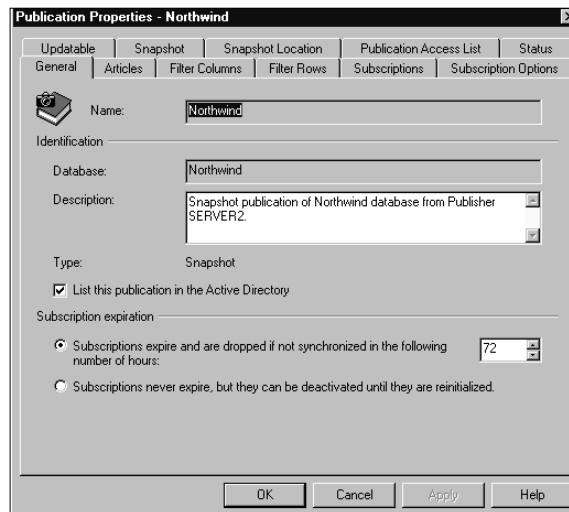 Publication Properties - Northwind
Updatable Snapshot Snapshot Location Publication Access List Status
General Articles Filter Columns Filter Rows Subscriptions Subscription Options
Name: Northwind
Identification
Database: Northwind
Description: Snapshot publication of Northwind database from Publisher
SERVER2.
Type: Snapshot
List this publication in the Active Directory
Subscription expiration
Subscriptions expire and are dropped if not synchronized in the following 72
number of hours:
Subscriptions never expire, but they can be deactivated until they are reinitialized.
OK Cancel Apply Help